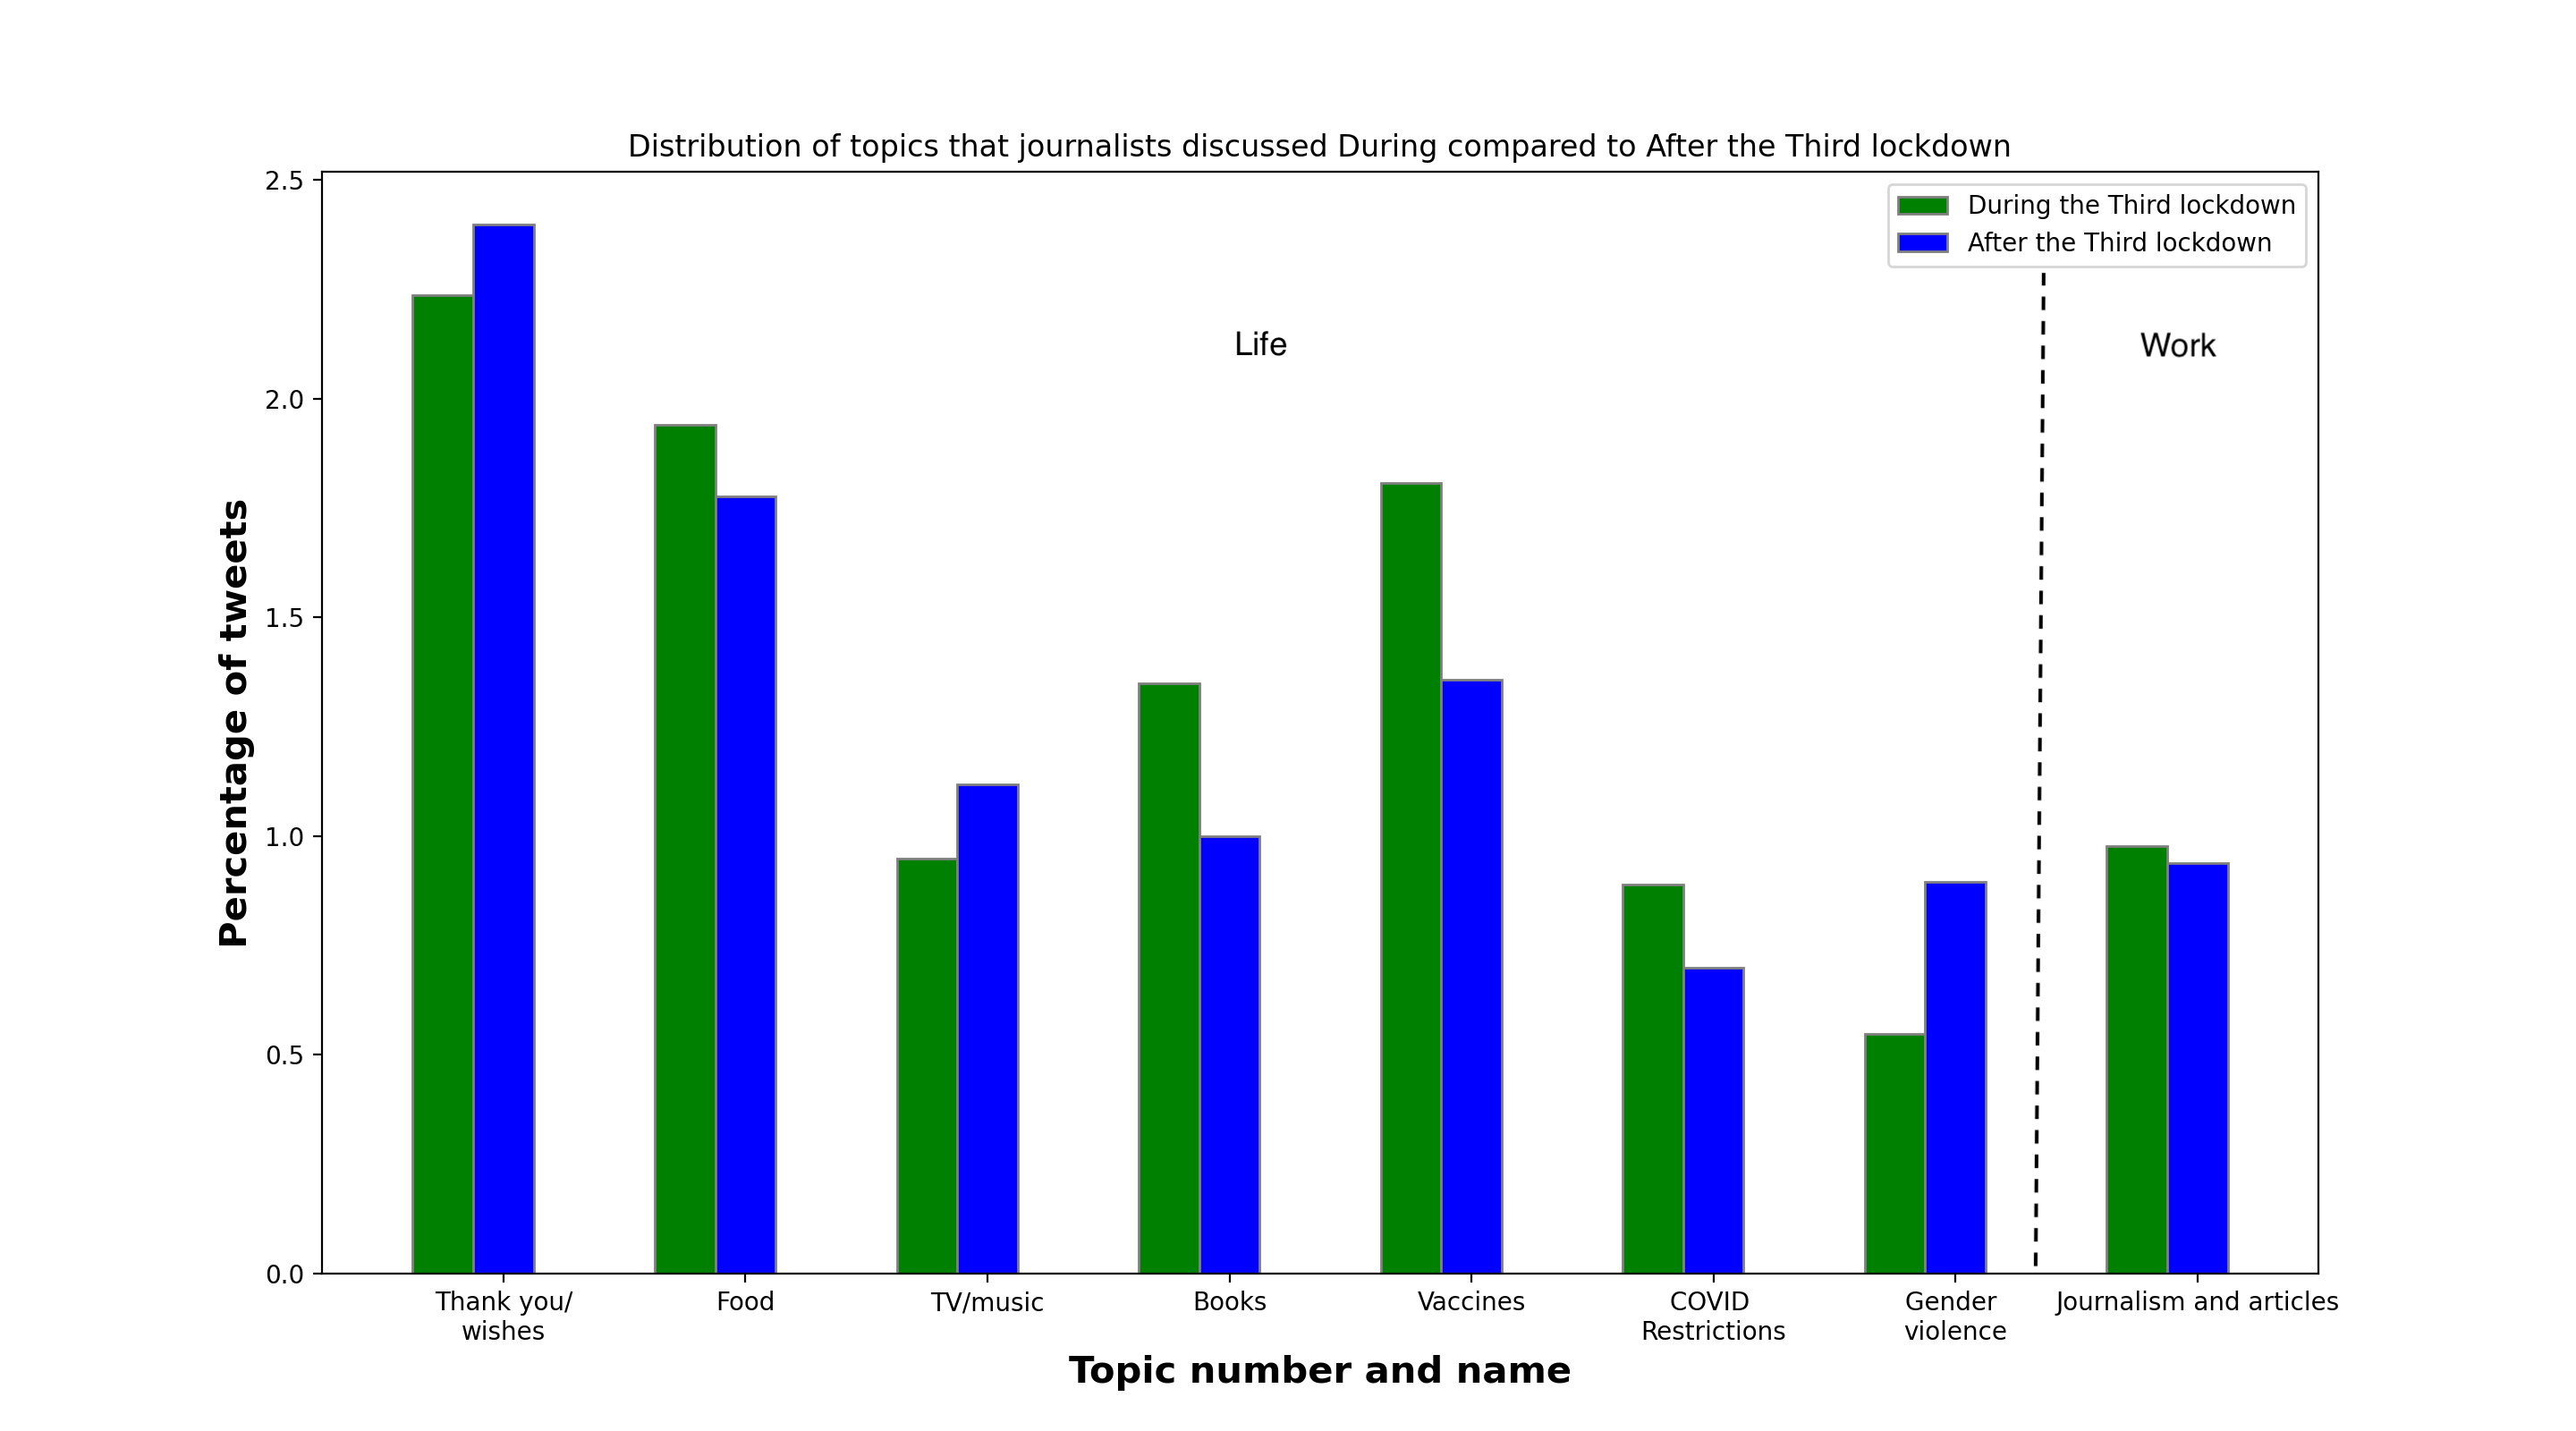 Distribution of topics that journalists discussed During compared to After the Third lockdown
During the Third lockdown
After the Third lockdown
Life
Work
Percentage of tweets
2.5
2.0
1.5
1.0
0.5
0.0
Thank you/
wishes
Food
TV/music
Books
Vaccines
COVID
Restrictions
Gender
violence
Journalism and articles
Topic number and name